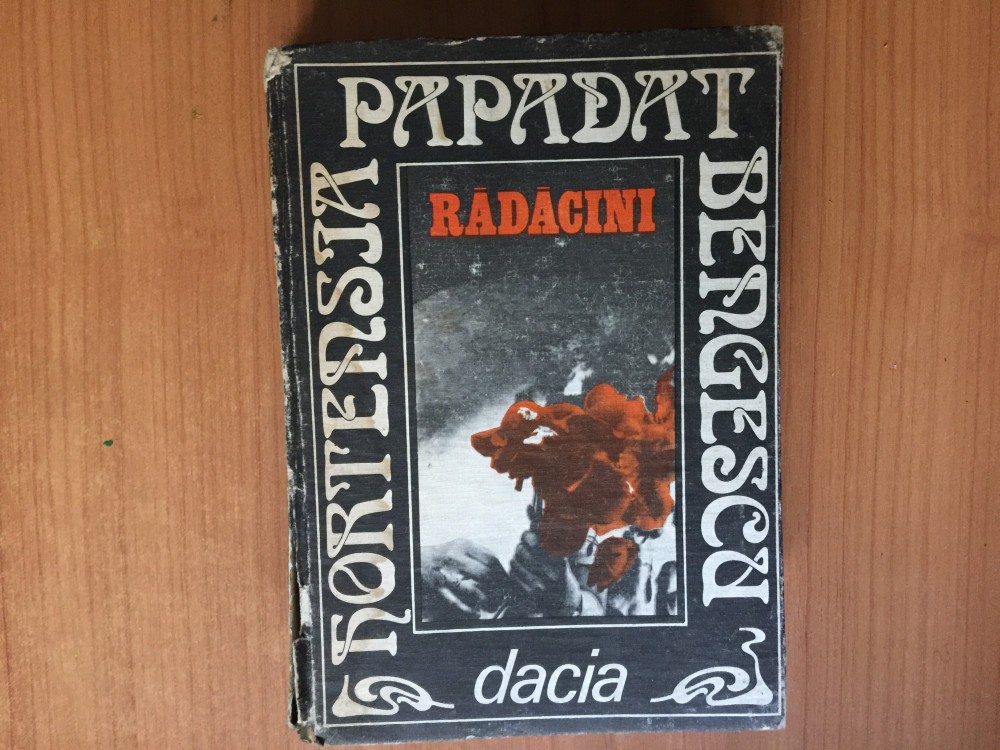 HORTENSIA
PAPADAT
BENGESCU
RĂDĂCINI
dacia